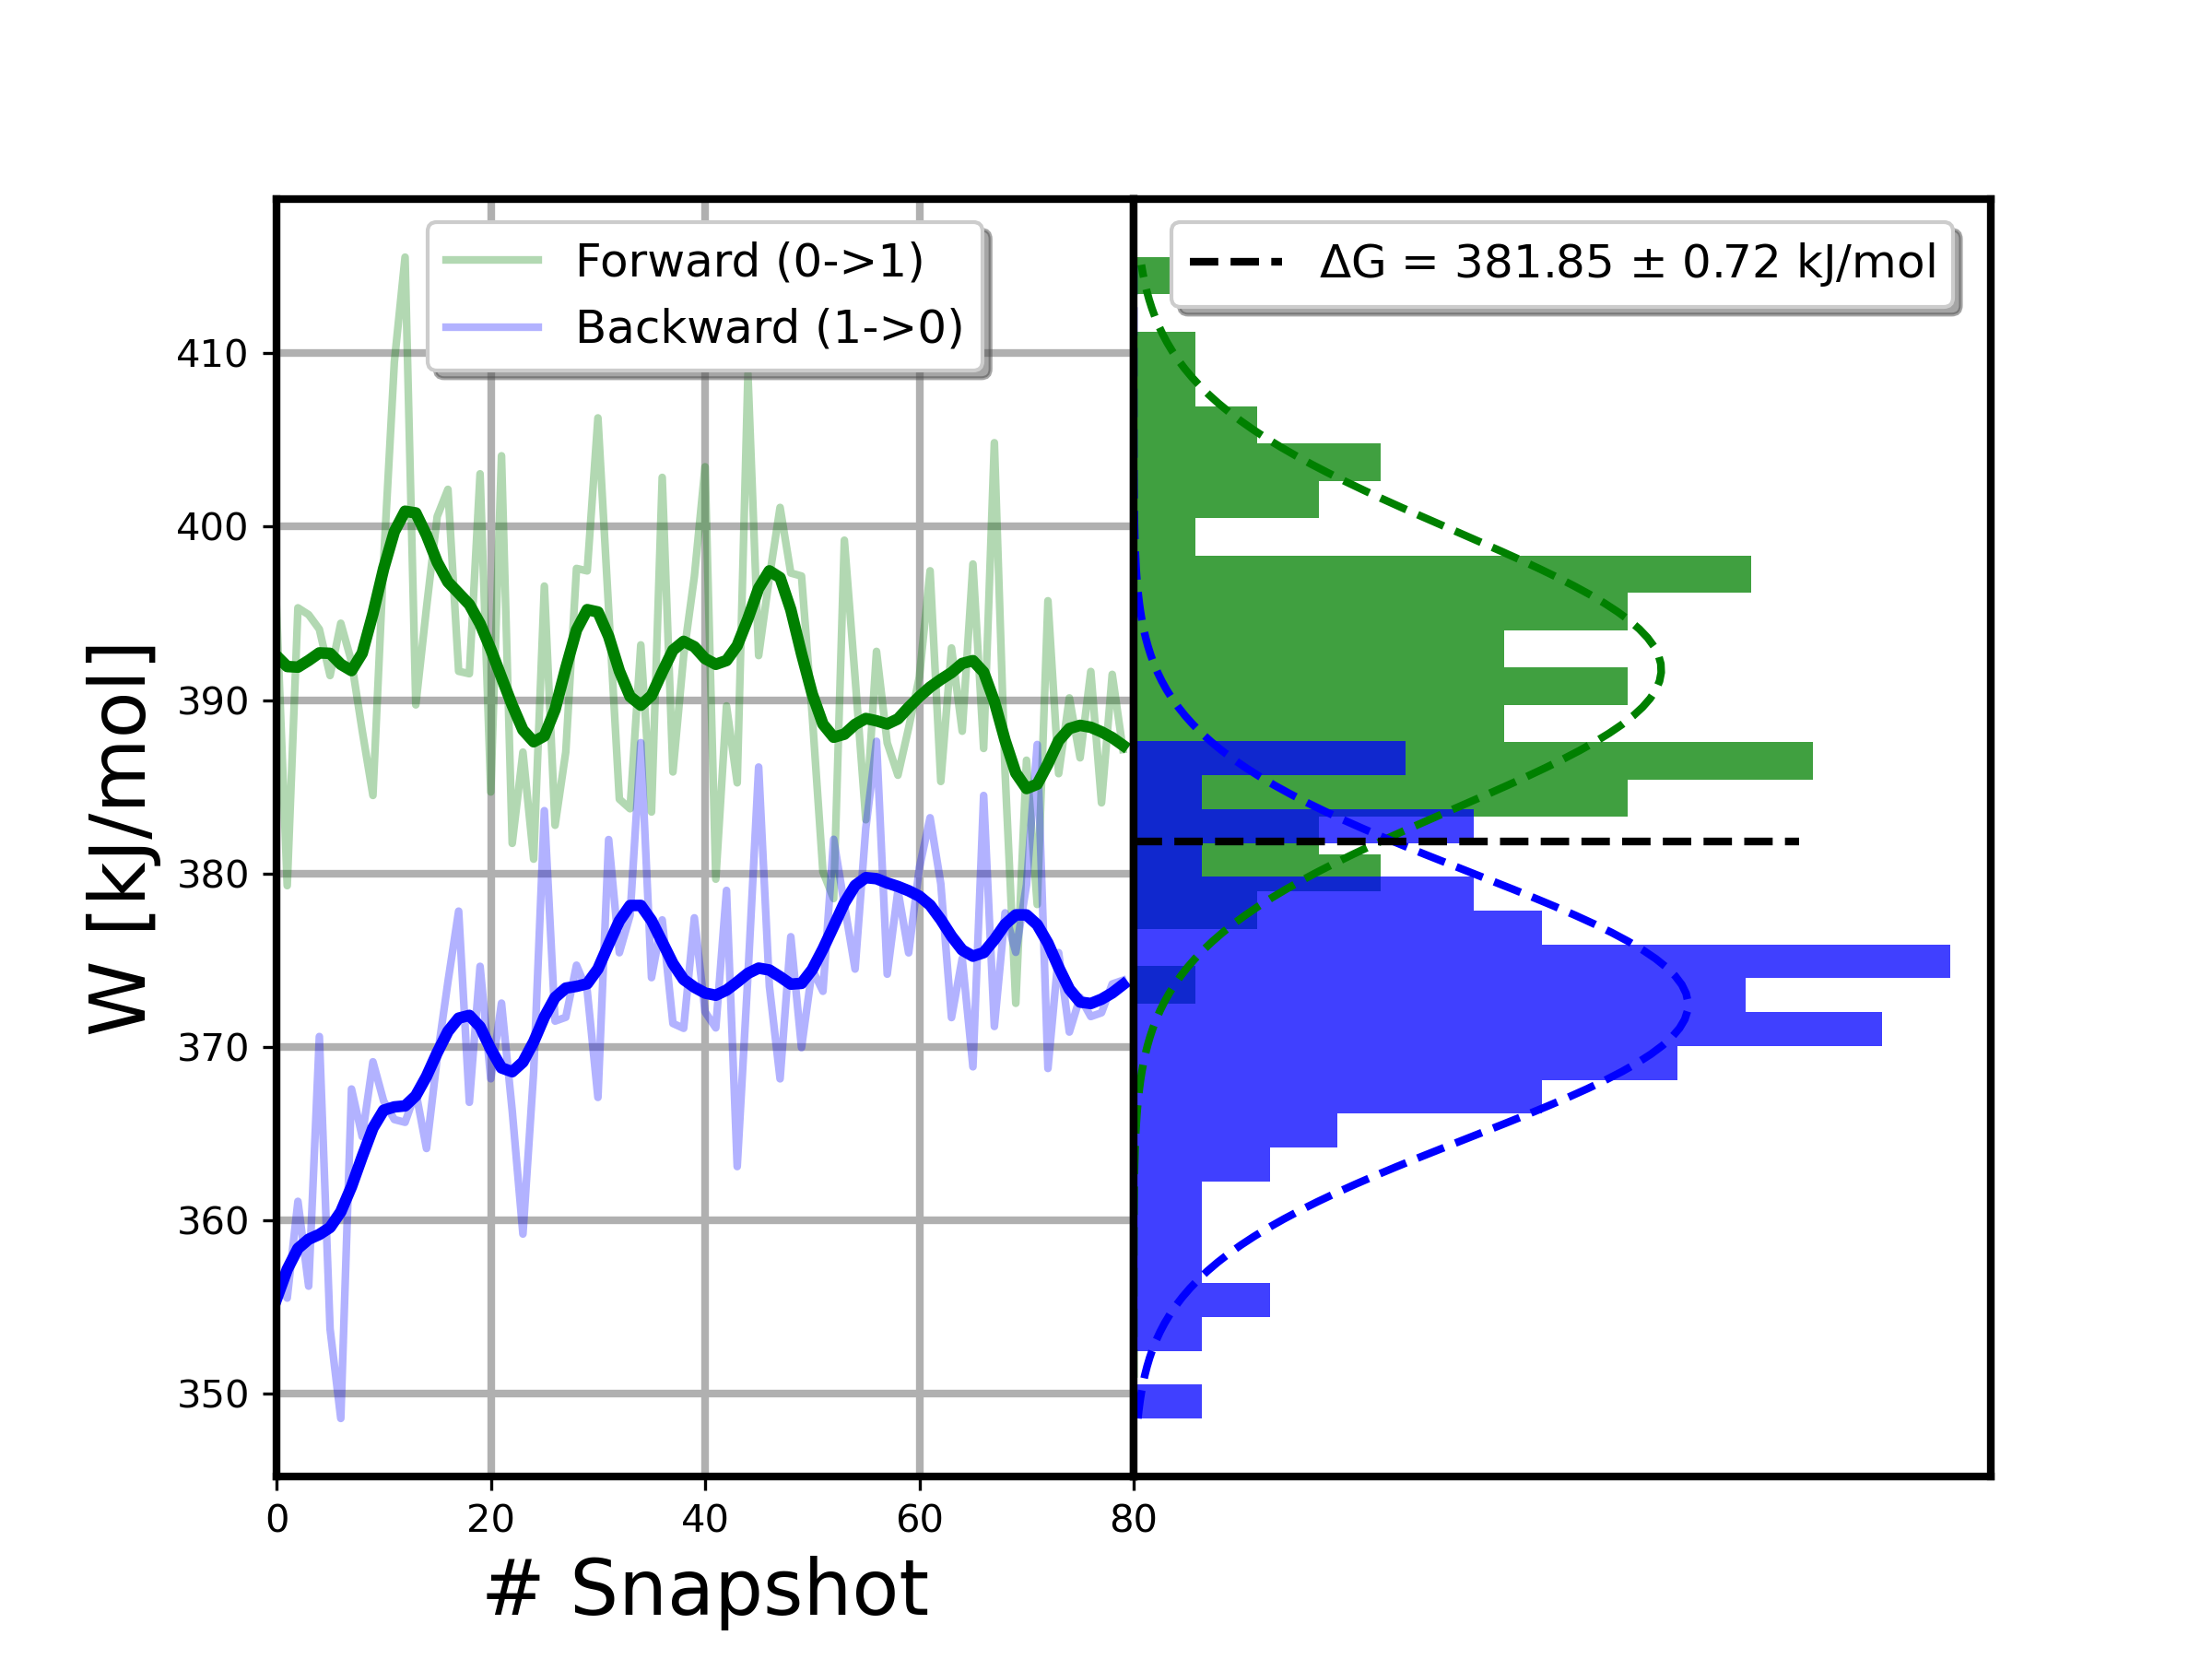 Forward (0->1)
Backward (1->0)
ΔG = 381.85 ± 0.72 kJ/mol
W [kJ/mol]
410
400
390
380
370
360
350
0 20 40 60 80
# Snapshot